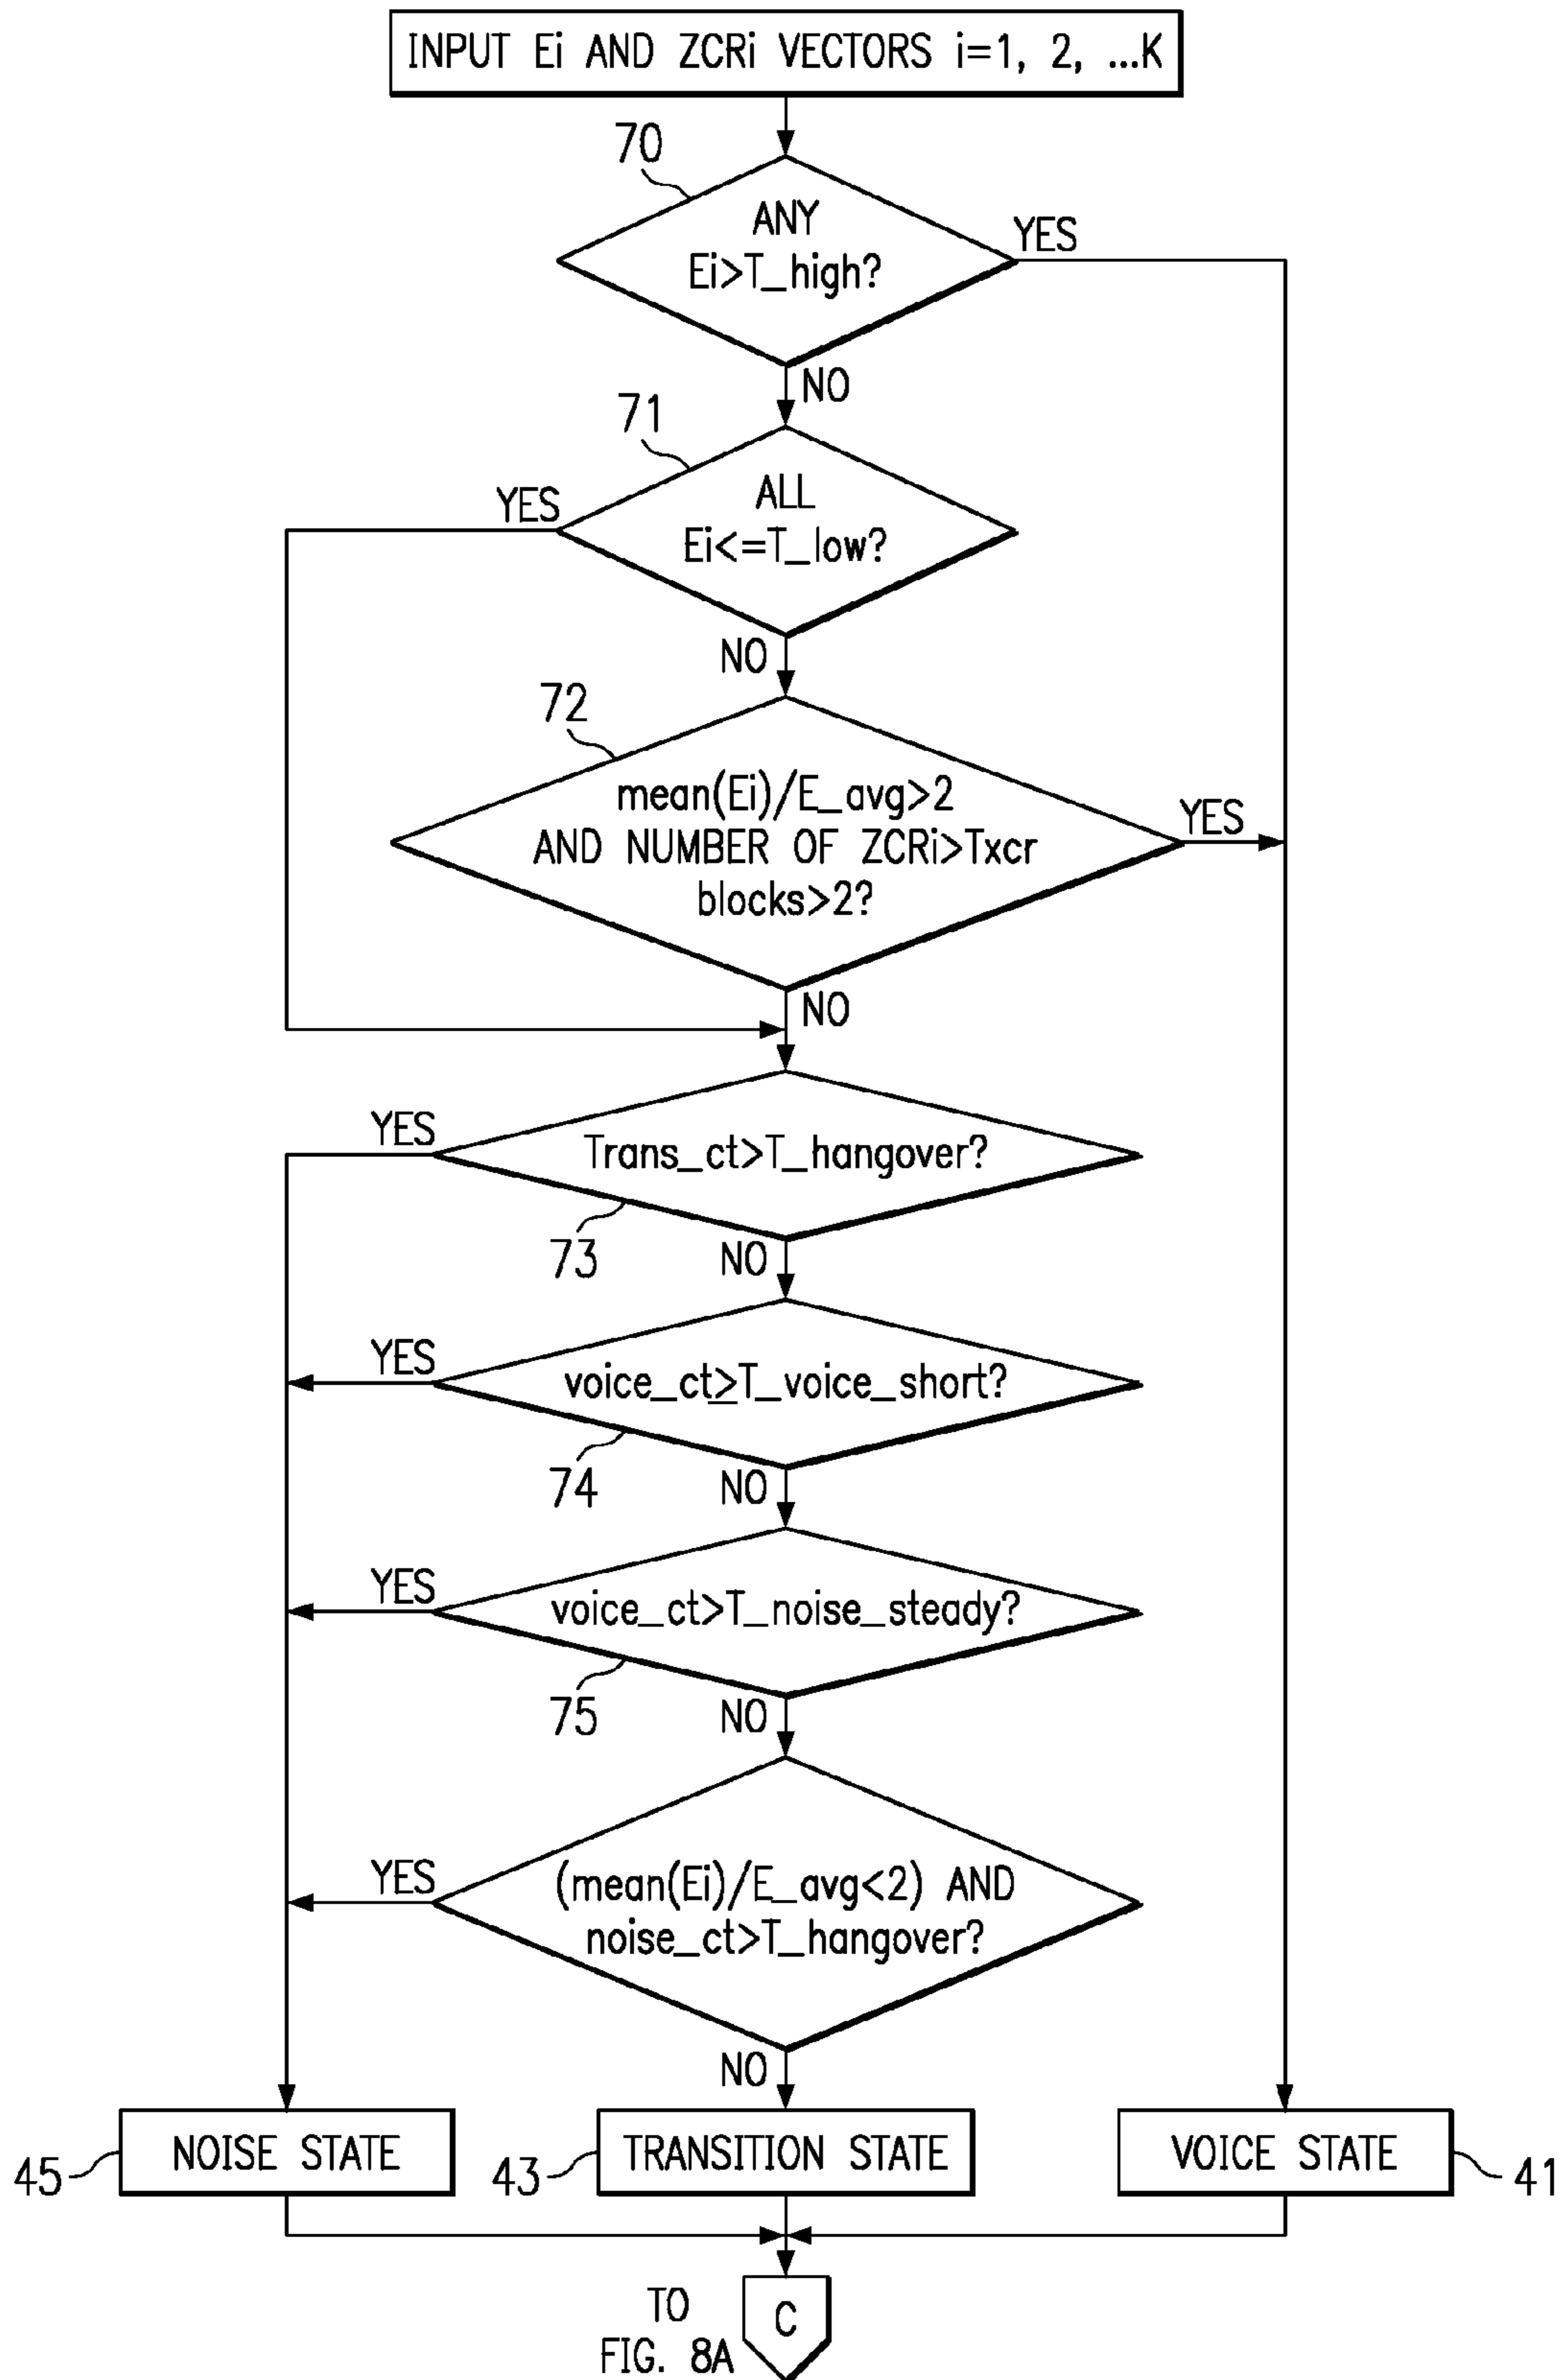 INPUT Ei AND ZCRi VECTORS i=1, 2, ...K
70
ANY
Ei>T_high?
YES
NO
71
ALL
Ei<=T_low?
YES
NO
72
mean(Ei)/E_avg>2
AND NUMBER OF ZCRi>Txcr
blocks>2?
YES
NO
YES
Trans_ct>T_hangover?
73
NO
YES
voice_ct≥T_voice_short?
74
NO
YES
voice_ct>T_noise_steady?
75
NO
YES
(mean(Ei)/E_avg<2) AND
noise_ct>T_hangover?
NO
45
NOISE STATE
43
TRANSITION STATE
VOICE STATE
41
TO
FIG. 8A
C